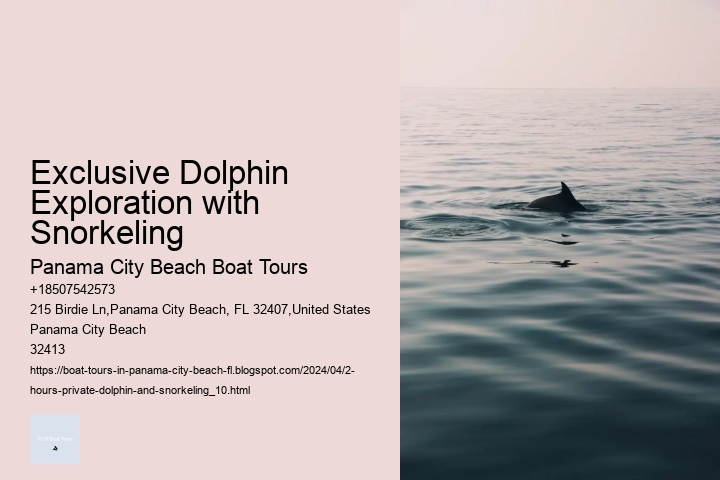 Exclusive Dolphin
Exploration with
Snorkeling
Panama City Beach Boat Tours
+18507542573
215 Birdie Ln,Panama City Beach, FL 32407,United States
Panama City Beach
32413
https://boat-tours-in-panama-city-beach-fl.blogspot.com/2024/04/2-
hours-private-dolphin-and-snorkeling_10.html